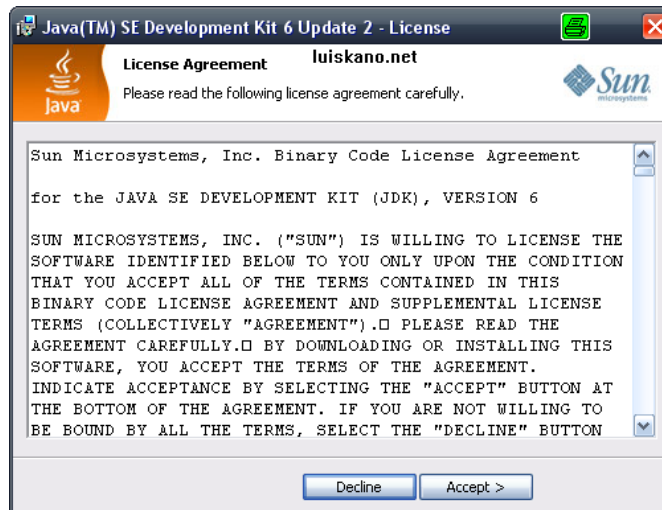 Java(TM) SE Development Kit 6 Update 2 - License
luiskano.net
License Agreement
Please read the following license agreement carefully.
Java
Sun
microsystems
Sun Microsystems, Inc. Binary Code License Agreement
for the JAVA SE DEVELOPMENT KIT (JDK), VERSION 6
SUN MICROSYSTEMS, INC. ("SUN") IS WILLING TO LICENSE THE
SOFTWARE IDENTIFIED BELOW TO YOU ONLY UPON THE CONDITION
THAT YOU ACCEPT ALL OF THE TERMS CONTAINED IN THIS
BINARY CODE LICENSE AGREEMENT AND SUPPLEMENTAL LICENSE
TERMS (COLLECTIVELY "AGREEMENT").□ PLEASE READ THE
AGREEMENT CAREFULLY.□ BY DOWNLOADING OR INSTALLING THIS
SOFTWARE, YOU ACCEPT THE TERMS OF THE AGREEMENT.
INDICATE ACCEPTANCE BY SELECTING THE "ACCEPT" BUTTON AT
THE BOTTOM OF THE AGREEMENT. IF YOU ARE NOT WILLING TO
BE BOUND BY ALL THE TERMS, SELECT THE "DECLINE" BUTTON
Decline
Accept >